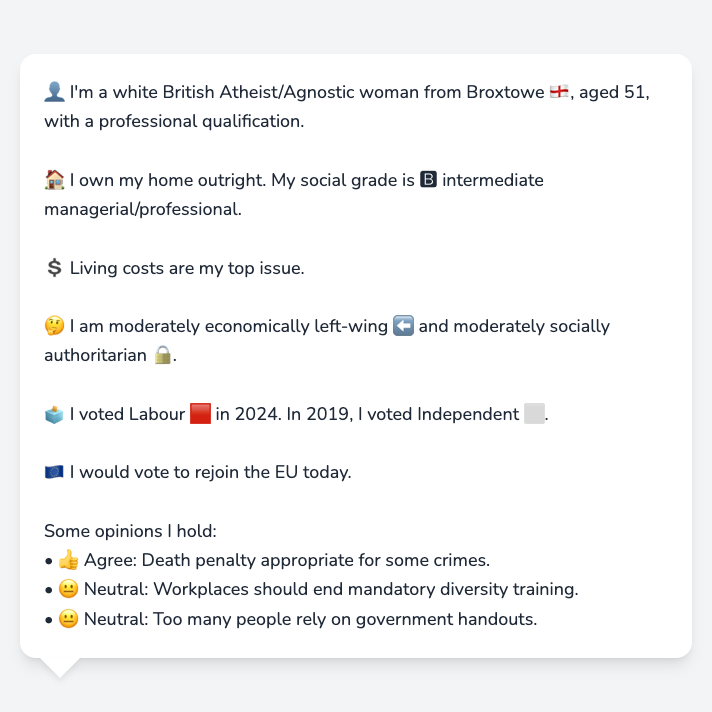 👤 I'm a white British Atheist/Agnostic woman from Broxtowe 🏴󠁧󠁢󠁥󠁮󠁧󠁿, aged 51,
with a professional qualification.
🏠 I own my home outright. My social grade is 🅱 intermediate
managerial/professional.
💲 Living costs are my top issue.
🤔 I am moderately economically left-wing ⬅️ and moderately socially
authoritarian 🔒.
🗳️ I voted Labour 🟥 in 2024. In 2019, I voted Independent ⬜.
🇪🇺 I would vote to rejoin the EU today.
Some opinions I hold:
• 👍 Agree: Death penalty appropriate for some crimes.
• 😐 Neutral: Workplaces should end mandatory diversity training.
• 😐 Neutral: Too many people rely on government handouts.